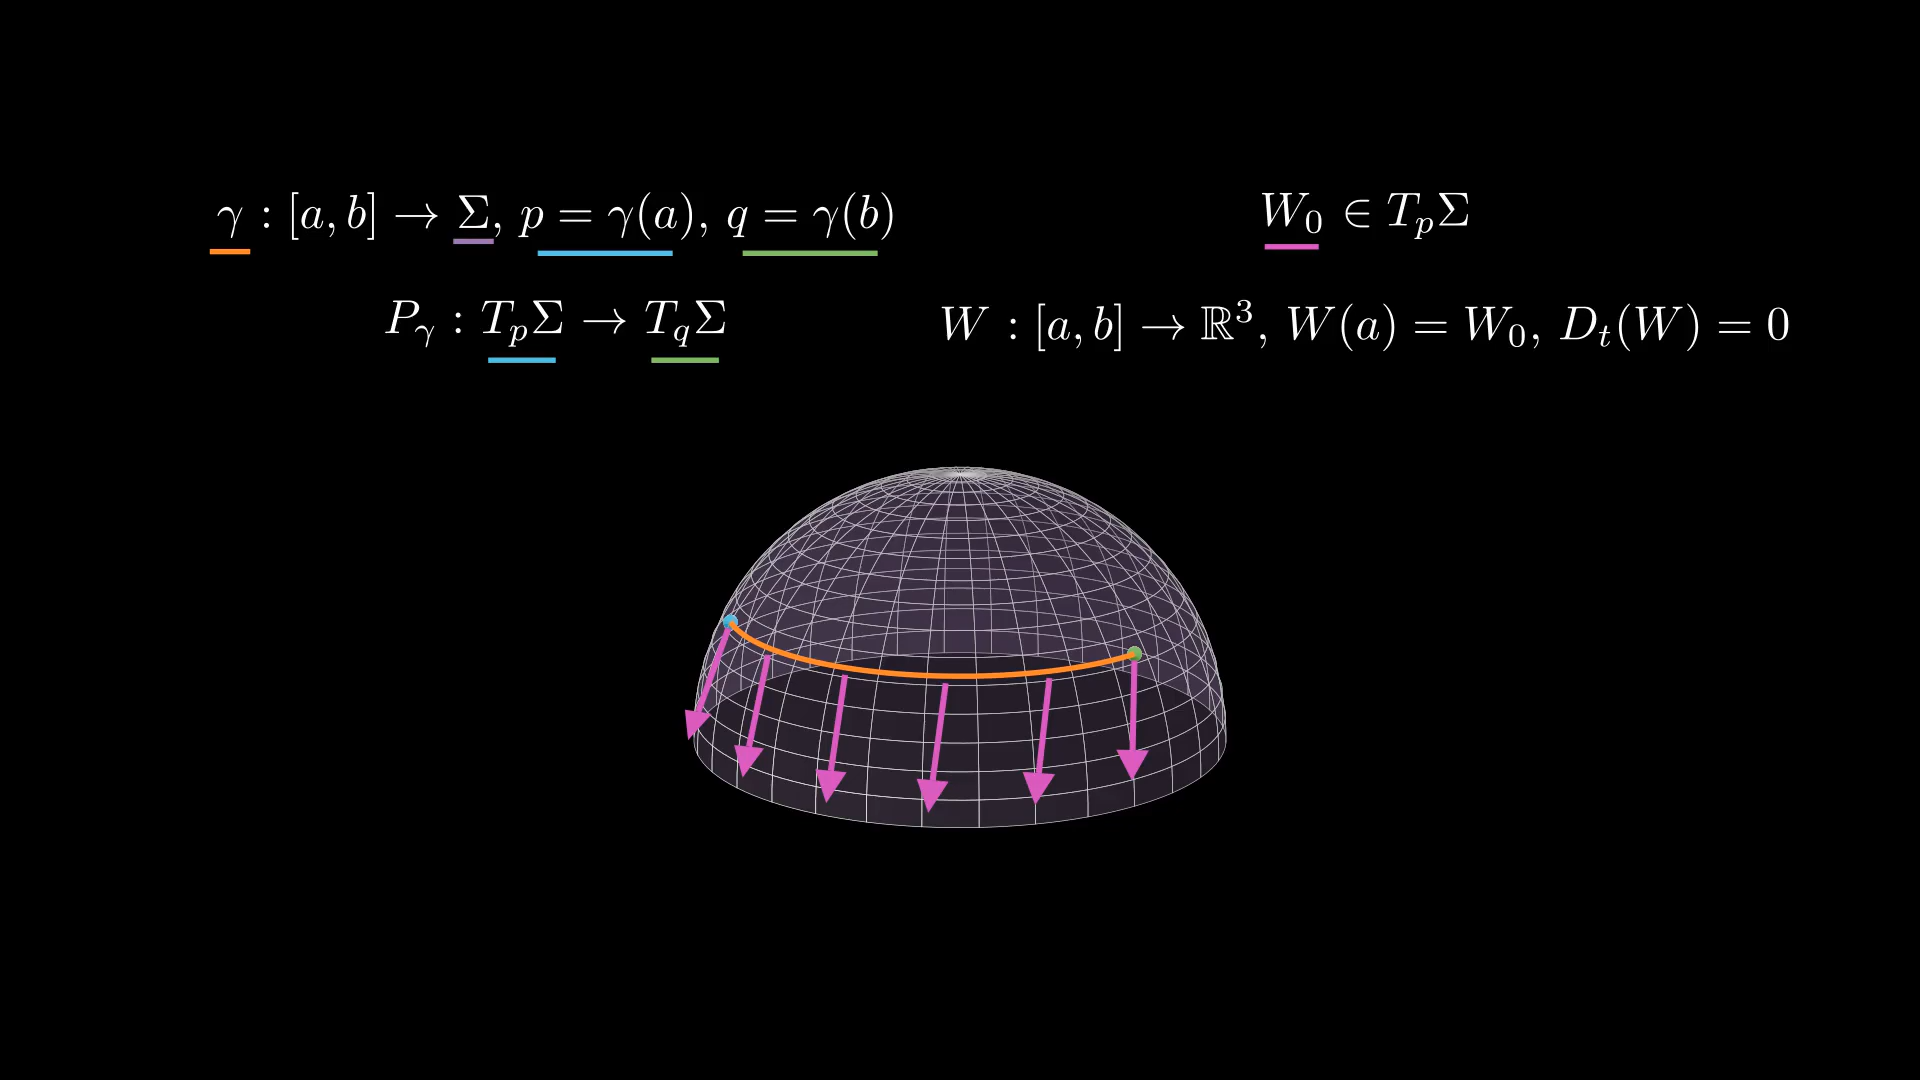 γ : [a, b] → Σ, p = γ(a), q = γ(b)
P_γ : T_pΣ → T_qΣ
W₀ ∈ T_pΣ
W : [a, b] → ℝ³, W(a) = W₀, D_t(W) = 0